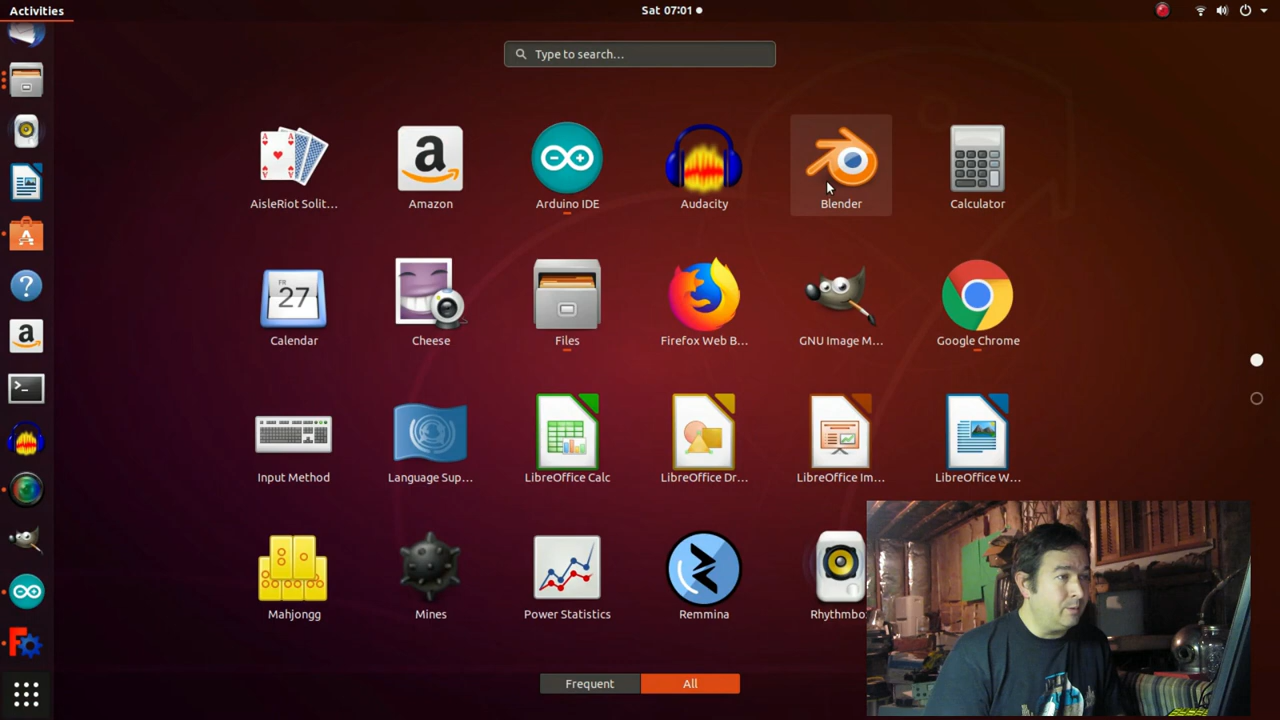 Activities
Sat 07:01
Type to search...
AisleRiot Solit...
Amazon
Arduino IDE
Audacity
Blender
Calculator
FRI
27
Calendar
Cheese
Files
Firefox Web B...
GNU Image M...
Google Chrome
Input Method
Language Sup...
LibreOffice Calc
LibreOffice Dr...
LibreOffice Im...
LibreOffice W...
Mahjongg
Mines
Power Statistics
Remmina
Rhythmbo
Frequent
All